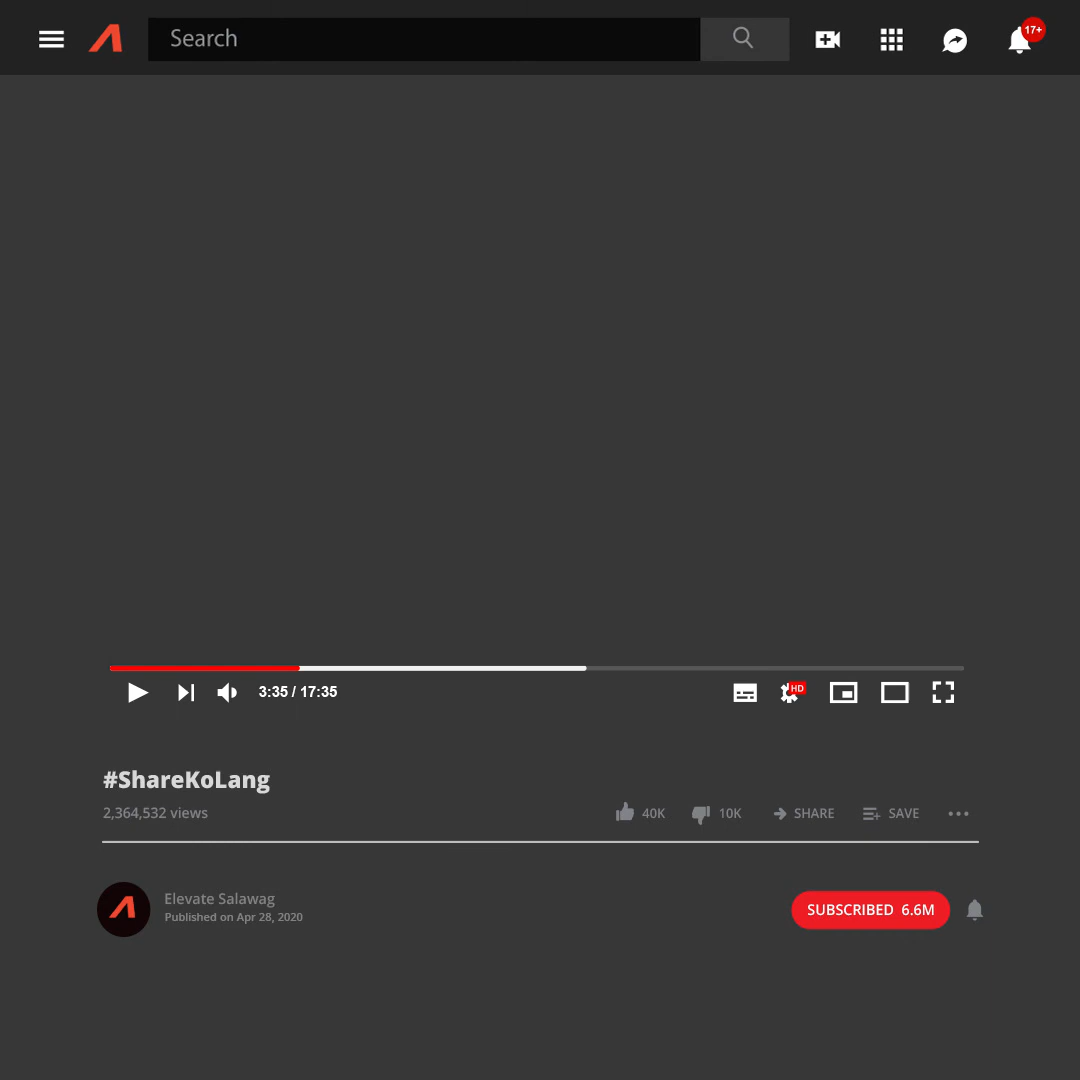 Search
17+
3:35 / 17:35
HD
#ShareKoLang
2,364,532 views
40K
10K
SHARE
SAVE
Elevate Salawag
Published on Apr 28, 2020
SUBSCRIBED 6.6M